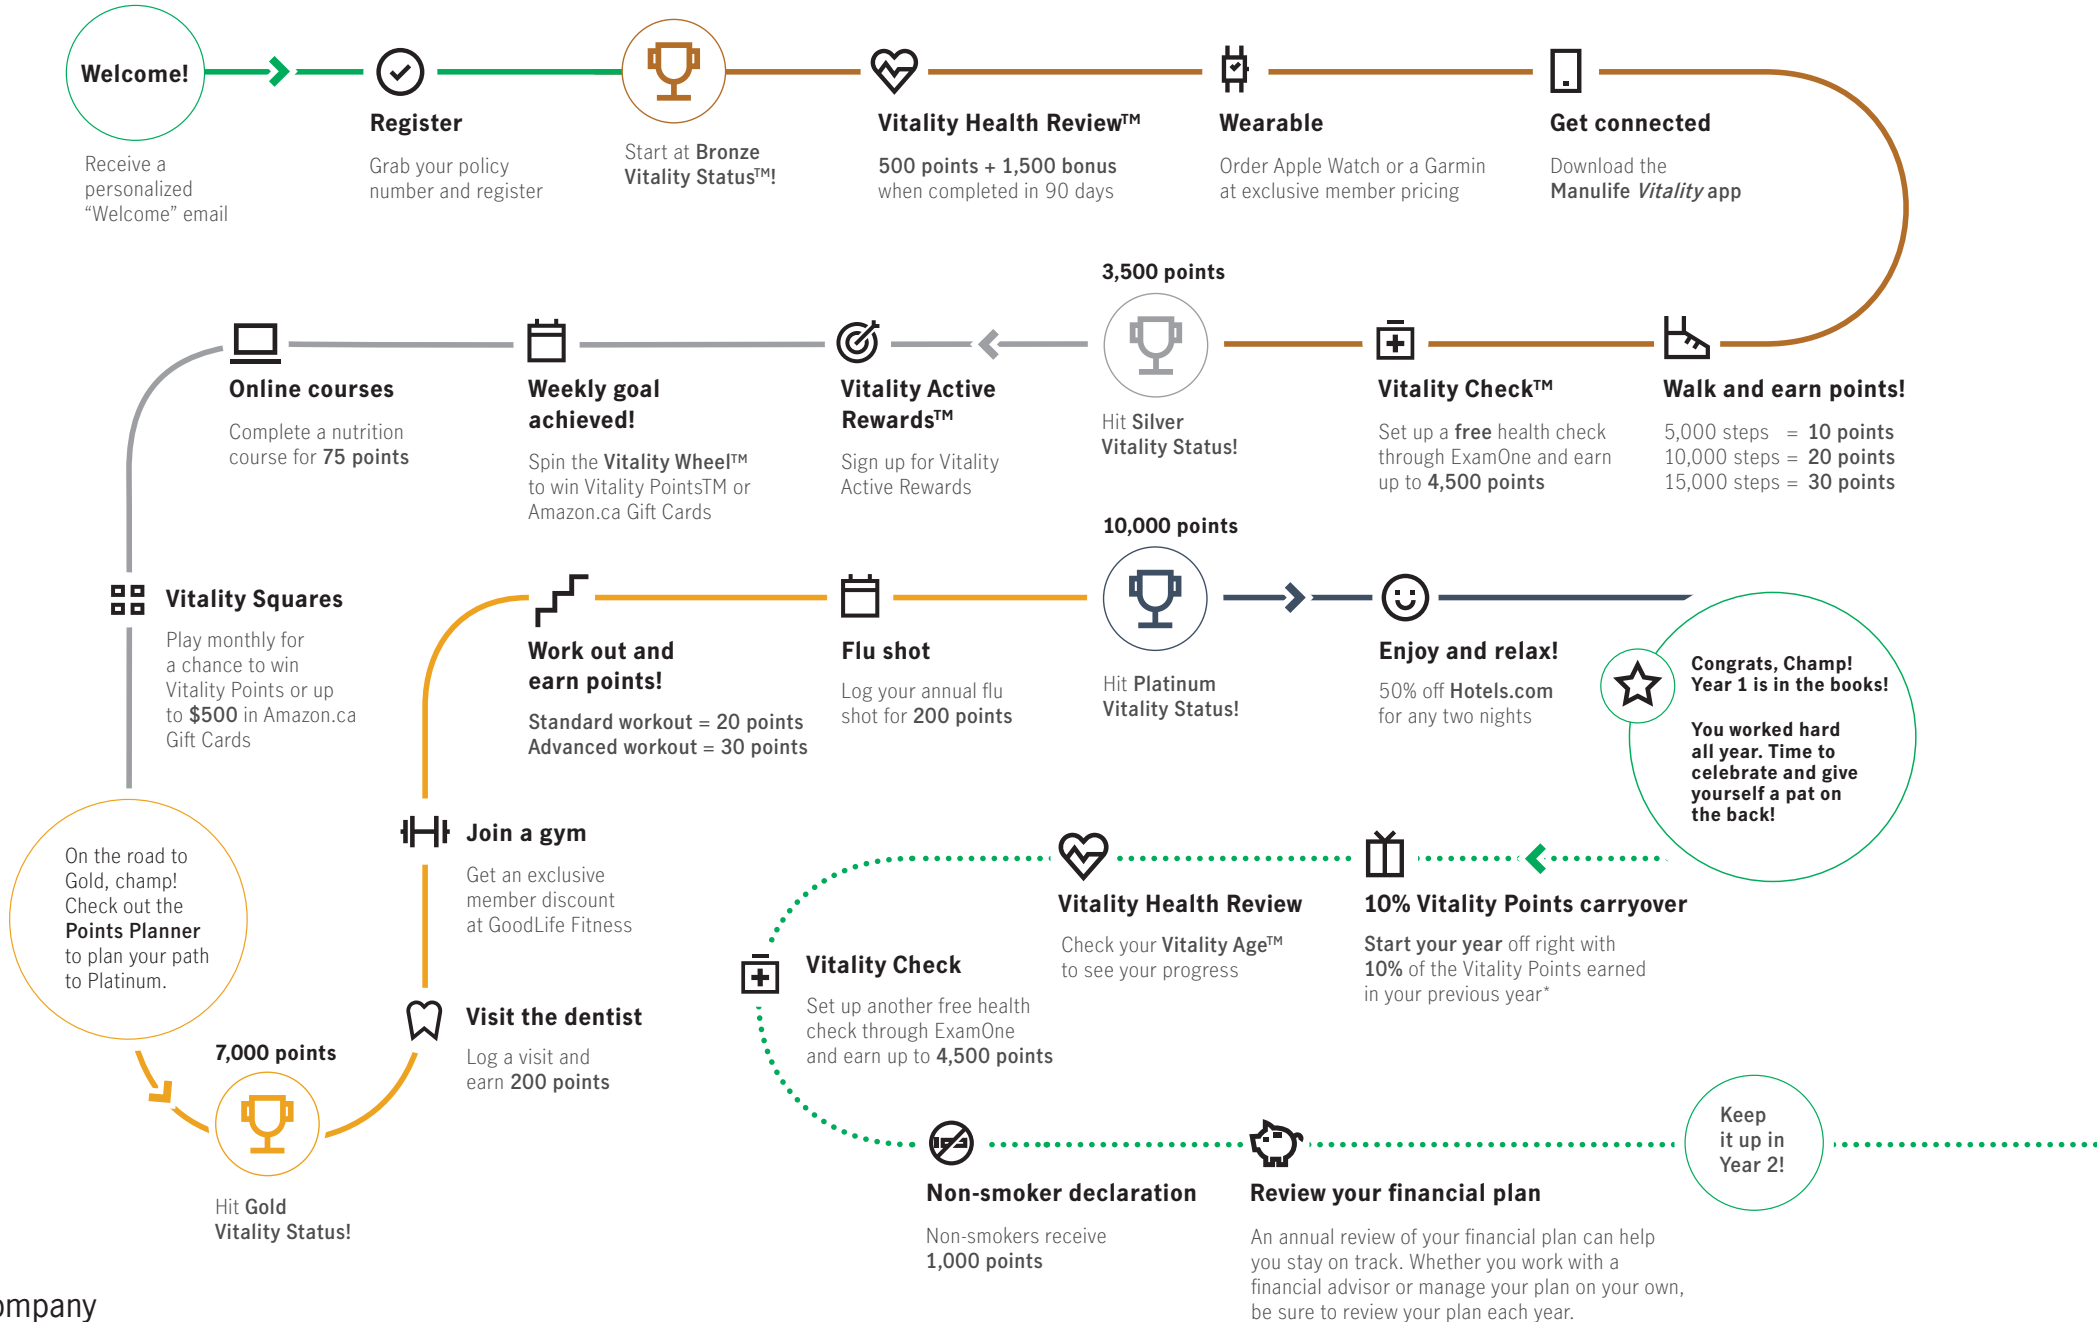 Welcome!
Receive a
personalized
“Welcome” email
Register
Grab your policy
number and register
Start at Bronze
Vitality Status™!
Vitality Health Review™
500 points + 1,500 bonus
when completed in 90 days
Wearable
Order Apple Watch or a Garmin
at exclusive member pricing
Get connected
Download the
Manulife Vitality app
Walk and earn points!
5,000 steps = 10 points
10,000 steps = 20 points
15,000 steps = 30 points
Vitality Check™
Set up a free health check
through ExamOne and earn
up to 4,500 points
3,500 points
Hit Silver
Vitality Status!
Vitality Active
Rewards™
Sign up for Vitality
Active Rewards
Weekly goal
achieved!
Spin the Vitality Wheel™
to win Vitality PointsTM or
Amazon.ca Gift Cards
Online courses
Complete a nutrition
course for 75 points
Vitality Squares
Play monthly for
a chance to win
Vitality Points or up
to $500 in Amazon.ca
Gift Cards
On the road to
Gold, champ!
Check out the
Points Planner
to plan your path
to Platinum.
7,000 points
Hit Gold
Vitality Status!
Visit the dentist
Log a visit and
earn 200 points
Join a gym
Get an exclusive
member discount
at GoodLife Fitness
Work out and
earn points!
Standard workout = 20 points
Advanced workout = 30 points
Flu shot
Log your annual flu
shot for 200 points
10,000 points
Hit Platinum
Vitality Status!
Enjoy and relax!
50% off Hotels.com
for any two nights
Congrats, Champ!
Year 1 is in the books!
You worked hard
all year. Time to
celebrate and give
yourself a pat on
the back!
10% Vitality Points carryover
Start your year off right with
10% of the Vitality Points earned
in your previous year*
Vitality Health Review
Check your Vitality Age™
to see your progress
Vitality Check
Set up another free health
check through ExamOne
and earn up to 4,500 points
Non-smoker declaration
Non-smokers receive
1,000 points
Review your financial plan
An annual review of your financial plan can help
you stay on track. Whether you work with a
financial advisor or manage your plan on your own,
be sure to review your plan each year.
Keep
it up in
Year 2!
ompany